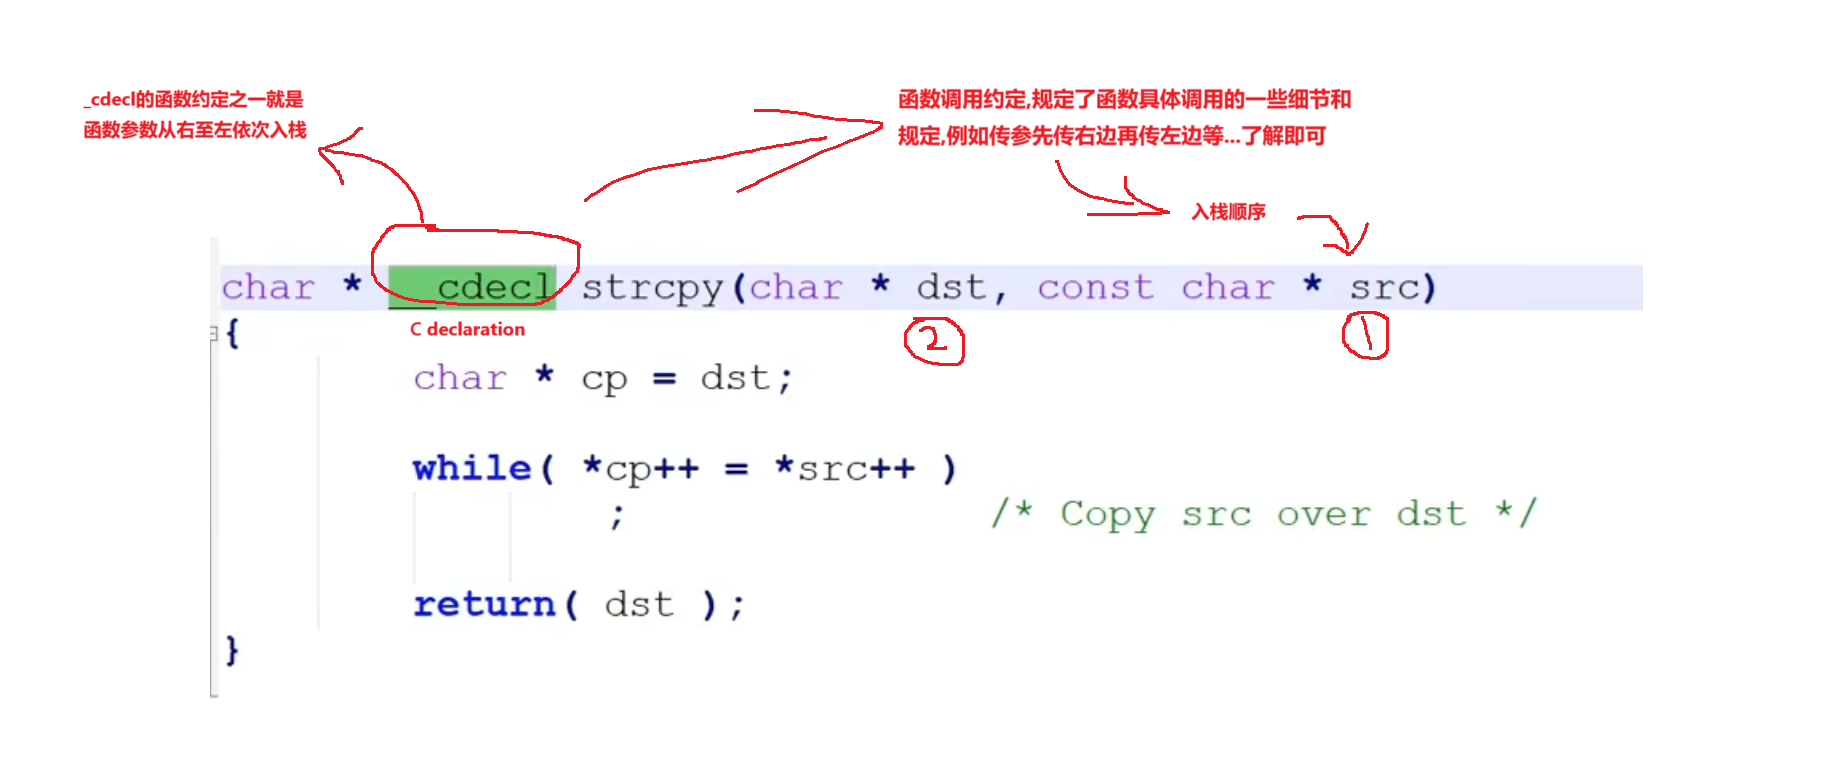 _cdecl的函数约定之一就是
函数参数从右至左依次入栈
函数调用约定,规定了函数具体调用的一些细节和
规定,例如传参先传右边再传左边等...了解即可
入栈顺序
char * __cdecl strcpy(char * dst, const char * src)
C declaration
2
1
{
char * cp = dst;
while( *cp++ = *src++ )
; /* Copy src over dst */
return( dst );
}